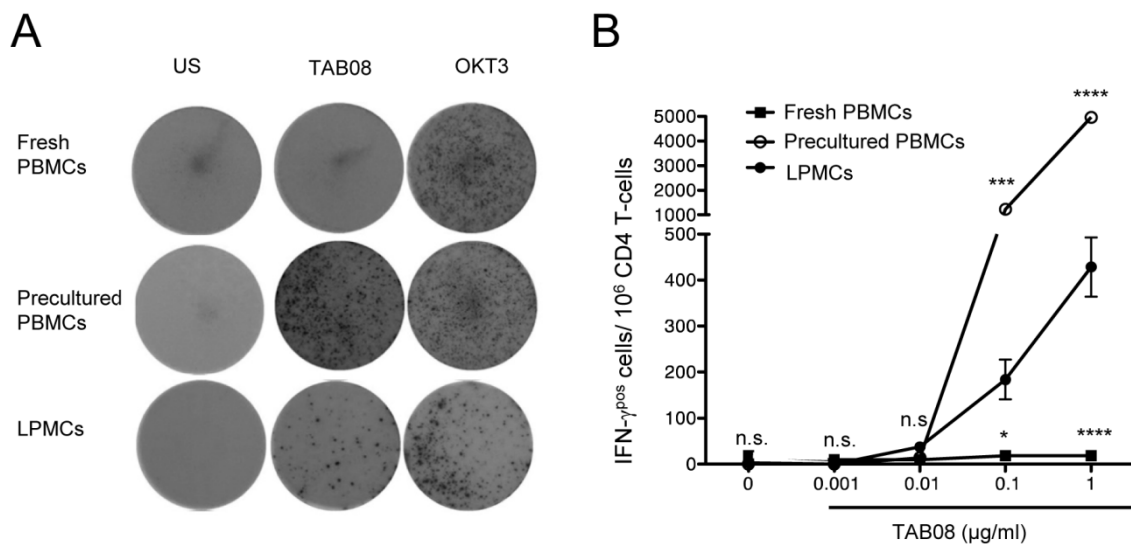 A
US TAB08 OKT3
Fresh
PBMCs
Precultured
PBMCs
LPMCs
B
Fresh PBMCs
Precultured PBMCs
LPMCs
IFN-γpos cells/ 10⁶ CD4 T-cells
5000
4000
3000
2000
1000
500
400
300
200
100
0
n.s. n.s. n.s * ****
*** ****
0 0.001 0.01 0.1 1
TAB08 (μg/ml)